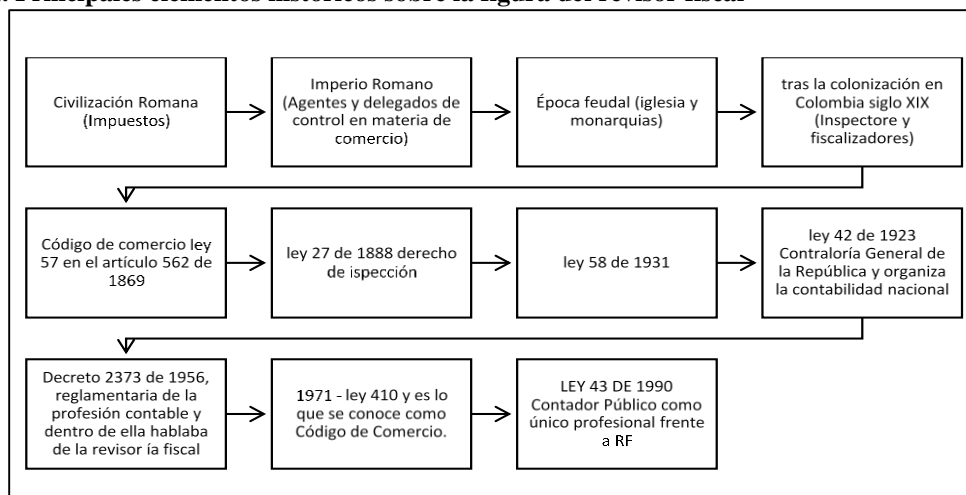 Principales elementos históricos sobre la figura del revisor fiscal
Civilización Romana
(Impuestos)
Imperio Romano
(Agentes y delegados de
control en materia de
comercio)
Época feudal (iglesia y
monarquias)
tras la colonización en
Colombia siglo XIX
(Inspectore y
fiscalizadores)
Código de comercio ley
57 en el artículo 562 de
1869
ley 27 de 1888 derecho
de ispección
ley 58 de 1931
ley 42 de 1923
Contraloría General de
la República y organiza
la contabilidad nacional
Decreto 2373 de 1956,
reglamentaria de la
profesión contable y
dentro de ella hablaba
de la revisor ía fiscal
1971 - ley 410 y es lo
que se conoce como
Código de Comercio.
LEY 43 DE 1990
Contador Público como
único profesional frente
a RF